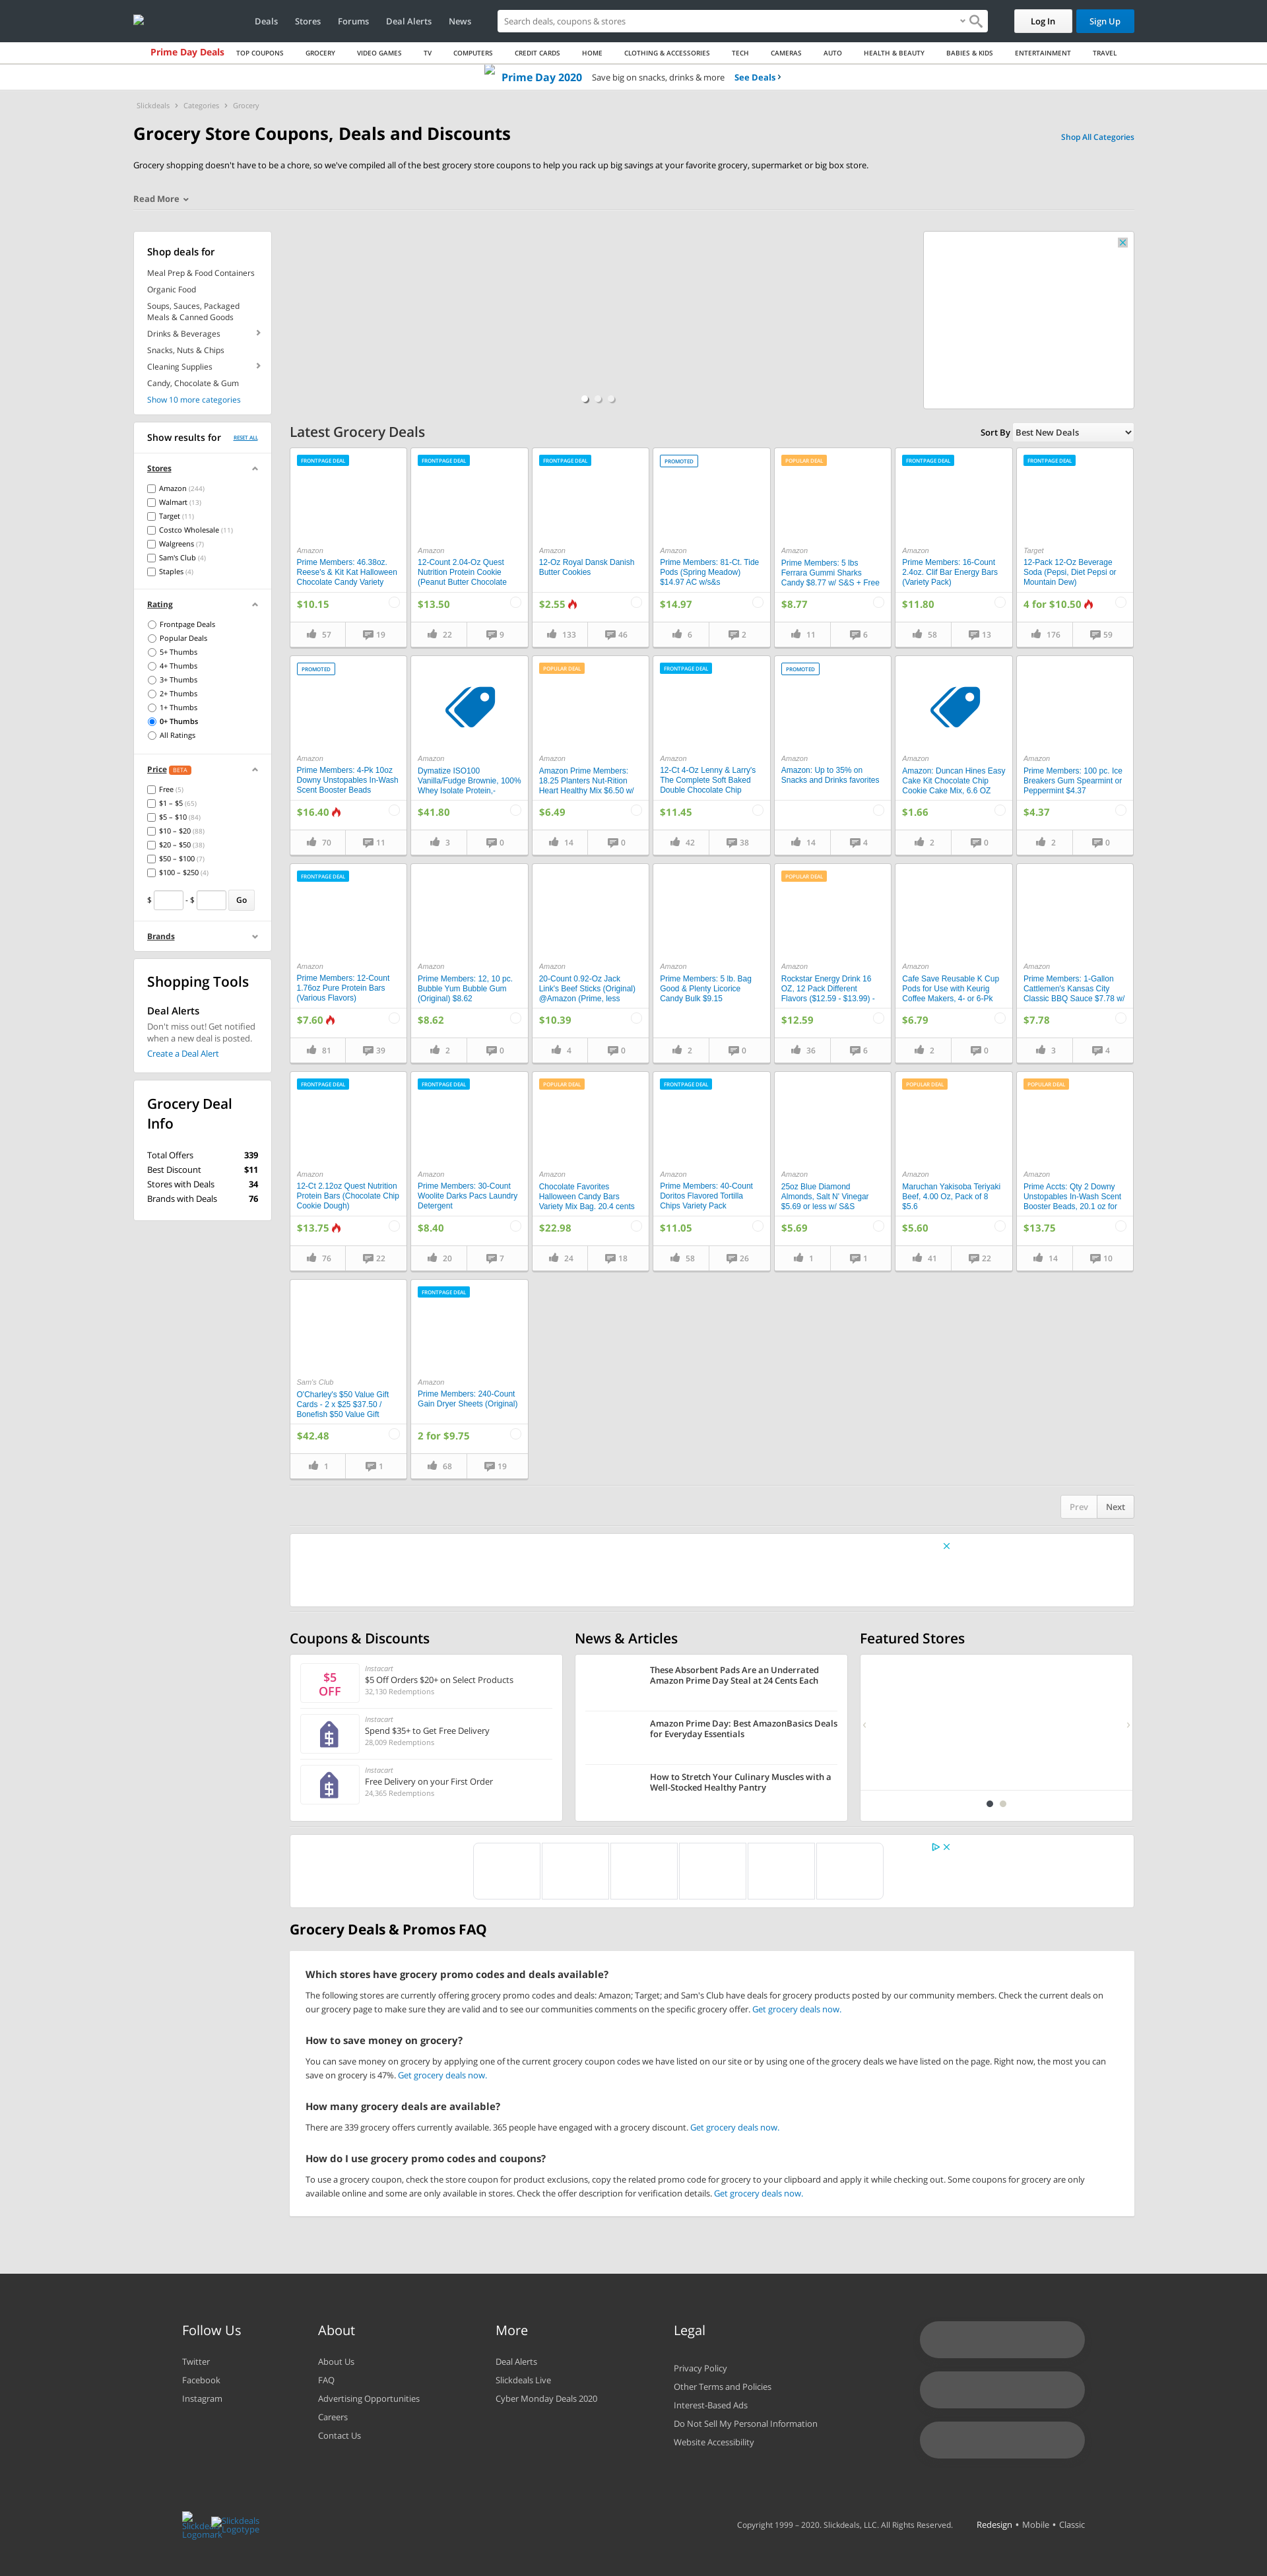 Deals Stores Forums Deal Alerts News
Search deals, coupons & stores
Log In Sign Up
Prime Day Deals TOP COUPONS GROCERY VIDEO GAMES TV COMPUTERS CREDIT CARDS HOME CLOTHING & ACCESSORIES TECH CAMERAS AUTO HEALTH & BEAUTY BABIES & KIDS ENTERTAINMENT TRAVEL
Prime Day 2020 Save big on snacks, drinks & more See Deals ›
Slickdeals > Categories > Grocery
Grocery Store Coupons, Deals and Discounts
Shop All Categories
Grocery shopping doesn't have to be a chore, so we've compiled all of the best grocery store coupons to help you rack up big savings at your favorite grocery, supermarket or big box store.
Read More
Shop deals for
Meal Prep & Food Containers
Organic Food
Soups, Sauces, Packaged
Meals & Canned Goods
Drinks & Beverages
Snacks, Nuts & Chips
Cleaning Supplies
Candy, Chocolate & Gum
Show 10 more categories
Show results for RESET ALL
Stores
Amazon (244)
Walmart (13)
Target (11)
Costco Wholesale (11)
Walgreens (7)
Sam's Club (4)
Staples (4)
Rating
Frontpage Deals
Popular Deals
5+ Thumbs
4+ Thumbs
3+ Thumbs
2+ Thumbs
1+ Thumbs
0+ Thumbs
All Ratings
Price BETA
Free (5)
$1 – $5 (65)
$5 – $10 (84)
$10 – $20 (88)
$20 – $50 (38)
$50 – $100 (7)
$100 – $250 (4)
$ - $ Go
Brands
Shopping Tools
Deal Alerts
Don't miss out! Get notified
when a new deal is posted.
Create a Deal Alert
Grocery Deal
Info
Total Offers 339
Best Discount $11
Stores with Deals 34
Brands with Deals 76
Latest Grocery Deals
Sort By Best New Deals
FRONTPAGE DEAL
Amazon
Prime Members: 46.38oz.
Reese's & Kit Kat Halloween
Chocolate Candy Variety
$10.15
57 19
FRONTPAGE DEAL
Amazon
12-Count 2.04-Oz Quest
Nutrition Protein Cookie
(Peanut Butter Chocolate
$13.50
22 9
FRONTPAGE DEAL
Amazon
12-Oz Royal Dansk Danish
Butter Cookies
$2.55
133 46
PROMOTED
Amazon
Prime Members: 81-Ct. Tide
Pods (Spring Meadow)
$14.97 AC w/s&s
$14.97
6 2
POPULAR DEAL
Amazon
Prime Members: 5 lbs
Ferrara Gummi Sharks
Candy $8.77 w/ S&S + Free
$8.77
11 6
FRONTPAGE DEAL
Amazon
Prime Members: 16-Count
2.4oz. Clif Bar Energy Bars
(Variety Pack)
$11.80
58 13
FRONTPAGE DEAL
Target
12-Pack 12-Oz Beverage
Soda (Pepsi, Diet Pepsi or
Mountain Dew)
4 for $10.50
176 59
PROMOTED
Amazon
Prime Members: 4-Pk 10oz
Downy Unstopables In-Wash
Scent Booster Beads
$16.40
70 11
Amazon
Dymatize ISO100
Vanilla/Fudge Brownie, 100%
Whey Isolate Protein,-
$41.80
3 0
POPULAR DEAL
Amazon
Amazon Prime Members:
18.25 Planters Nut-Rition
Heart Healthy Mix $6.50 w/
$6.49
14 0
FRONTPAGE DEAL
Amazon
12-Ct 4-Oz Lenny & Larry's
The Complete Soft Baked
Double Chocolate Chip
$11.45
42 38
PROMOTED
Amazon
Amazon: Up to 35% on
Snacks and Drinks favorites
14 4
Amazon
Amazon: Duncan Hines Easy
Cake Kit Chocolate Chip
Cookie Cake Mix, 6.6 OZ
$1.66
2 0
Amazon
Prime Members: 100 pc. Ice
Breakers Gum Spearmint or
Peppermint $4.37
$4.37
2 0
FRONTPAGE DEAL
Amazon
Prime Members: 12-Count
1.76oz Pure Protein Bars
(Various Flavors)
$7.60
81 39
Amazon
Prime Members: 12, 10 pc.
Bubble Yum Bubble Gum
(Original) $8.62
$8.62
2 0
Amazon
20-Count 0.92-Oz Jack
Link's Beef Sticks (Original)
@Amazon (Prime, less
$10.39
4 0
Amazon
Prime Members: 5 lb. Bag
Good & Plenty Licorice
Candy Bulk $9.15
2 0
POPULAR DEAL
Amazon
Rockstar Energy Drink 16
OZ, 12 Pack Different
Flavors ($12.59 - $13.99) -
$12.59
36 6
Amazon
Cafe Save Reusable K Cup
Pods for Use with Keurig
Coffee Makers, 4- or 6-Pk
$6.79
2 0
Amazon
Prime Members: 1-Gallon
Cattlemen's Kansas City
Classic BBQ Sauce $7.78 w/
$7.78
3 4
FRONTPAGE DEAL
Amazon
12-Ct 2.12oz Quest Nutrition
Protein Bars (Chocolate Chip
Cookie Dough)
$13.75
76 22
FRONTPAGE DEAL
Amazon
Prime Members: 30-Count
Woolite Darks Pacs Laundry
Detergent
$8.40
20 7
POPULAR DEAL
Amazon
Chocolate Favorites
Halloween Candy Bars
Variety Mix Bag. 20.4 cents
$22.98
24 18
FRONTPAGE DEAL
Amazon
Prime Members: 40-Count
Doritos Flavored Tortilla
Chips Variety Pack
$11.05
58 26
Amazon
25oz Blue Diamond
Almonds, Salt N' Vinegar
$5.69 or less w/ S&S
$5.69
1 1
POPULAR DEAL
Amazon
Maruchan Yakisoba Teriyaki
Beef, 4.00 Oz, Pack of 8
$5.6
$5.60
41 22
POPULAR DEAL
Amazon
Prime Accts: Qty 2 Downy
Unstopables In-Wash Scent
Booster Beads, 20.1 oz for
$13.75
14 10
Sam's Club
O'Charley's $50 Value Gift
Cards - 2 x $25 $37.50 /
Bonefish $50 Value Gift
$42.48
1 1
FRONTPAGE DEAL
Amazon
Prime Members: 240-Count
Gain Dryer Sheets (Original)
2 for $9.75
68 19
Prev Next
Coupons & Discounts
$5
OFF
Instacart
$5 Off Orders $20+ on Select Products
32,130 Redemptions
Instacart
Spend $35+ to Get Free Delivery
28,009 Redemptions
Instacart
Free Delivery on your First Order
24,365 Redemptions
News & Articles
These Absorbent Pads Are an Underrated
Amazon Prime Day Steal at 24 Cents Each
Amazon Prime Day: Best AmazonBasics Deals
for Everyday Essentials
How to Stretch Your Culinary Muscles with a
Well-Stocked Healthy Pantry
Featured Stores
Grocery Deals & Promos FAQ
Which stores have grocery promo codes and deals available?
The following stores are currently offering grocery promo codes and deals: Amazon; Target; and Sam's Club have deals for grocery products posted by our community members. Check the current deals on
our grocery page to make sure they are valid and to see our communities comments on the specific grocery offer. Get grocery deals now.
How to save money on grocery?
You can save money on grocery by applying one of the current grocery coupon codes we have listed on our site or by using one of the grocery deals we have listed on the page. Right now, the most you can
save on grocery is 47%. Get grocery deals now.
How many grocery deals are available?
There are 339 grocery offers currently available. 365 people have engaged with a grocery discount. Get grocery deals now.
How do I use grocery promo codes and coupons?
To use a grocery coupon, check the store coupon for product exclusions, copy the related promo code for grocery to your clipboard and apply it while checking out. Some coupons for grocery are only
available online and some are only available in stores. Check the offer description for verification details. Get grocery deals now.
Follow Us
Twitter
Facebook
Instagram
About
About Us
FAQ
Advertising Opportunities
Careers
Contact Us
More
Deal Alerts
Slickdeals Live
Cyber Monday Deals 2020
Legal
Privacy Policy
Other Terms and Policies
Interest-Based Ads
Do Not Sell My Personal Information
Website Accessibility
Slickdeals
Logomark
Slickdeals
Logotype
Copyright 1999 – 2020. Slickdeals, LLC. All Rights Reserved. Redesign • Mobile • Classic